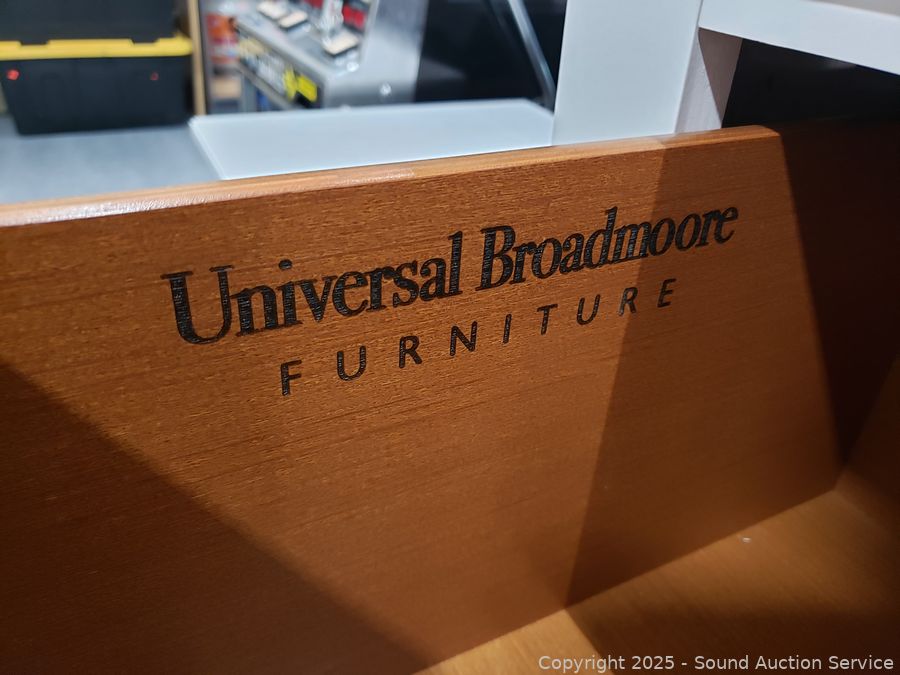 Universal Broadmoore
FURNITURE
Copyright 2025 - Sound Auction Service